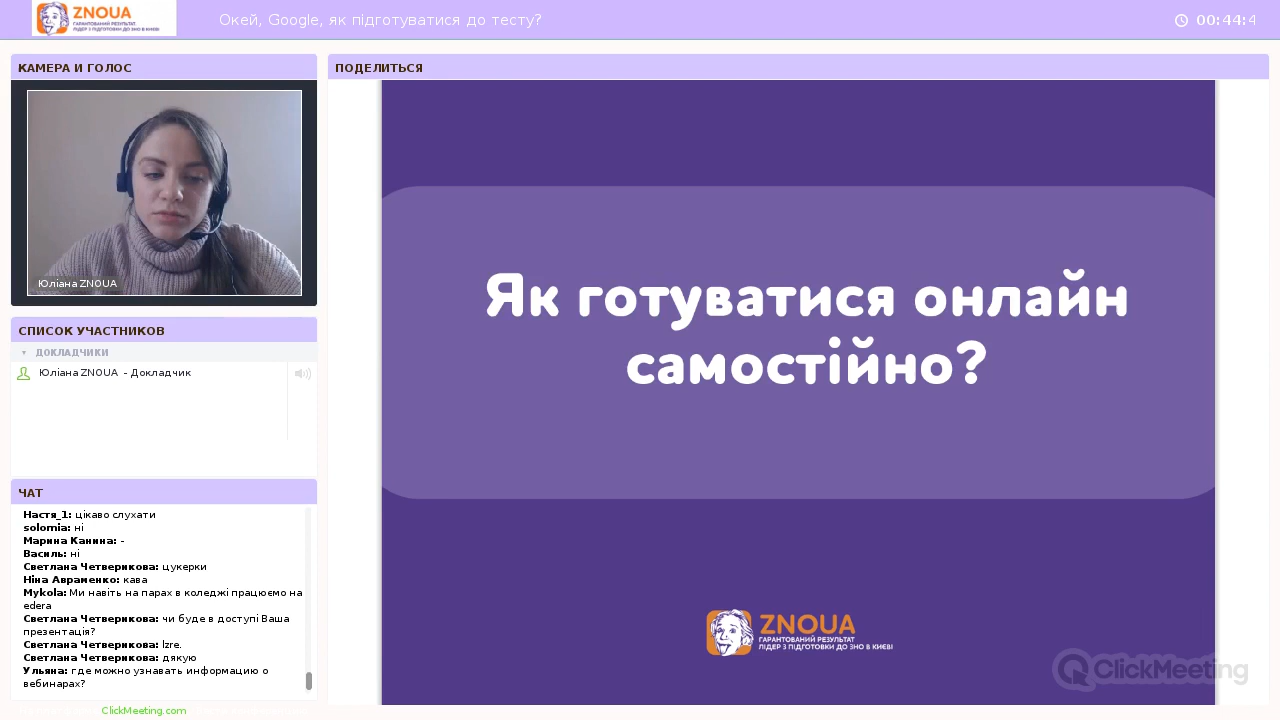 ZNOUA
ГАРАНТОВАНИЙ РЕЗУЛЬТАТ
ЛІДЕР З ПІДГОТОВКИ ДО ЗНО В КИЄВІ
Окей, Google, як підготуватися до тесту?
00:44:4
КАМЕРА И ГОЛОС
Юліана ZNOUA
СПИСОК УЧАСТНИКОВ
ДОКЛАДЧИКИ
Юліана ZNOUA - Докладчик
ЧАТ
Настя_1: цікаво слухати
solomia: ні
Марина Канина: -
Василь: ні
Светлана Четверикова: цукерки
Ніна Авраменко: кава
Mykola: Ми навіть на парах в коледжі працюємо на
edera
Светлана Четверикова: чи буде в доступі Ваша
презентація?
Светлана Четверикова: lzre.
Светлана Четверикова: дякую
Ульяна: где можно узнавать информацию о
вебинарах?
ClickMeeting.com
ПОДЕЛИТЬСЯ
Як готуватися онлайн
самостійно?
ZNOUA
ГАРАНТОВАНИЙ РЕЗУЛЬТАТ
ЛІДЕР З ПІДГОТОВКИ ДО ЗНО В КИЄВІ
ClickMeeting